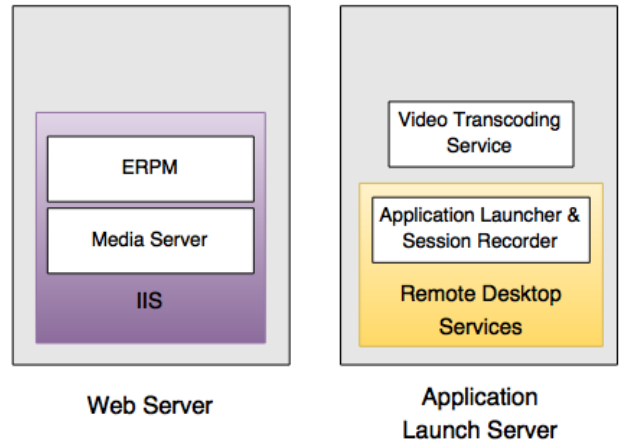 ERPM
Media Server
IIS
Web Server
Video Transcoding
Service
Application Launcher &
Session Recorder
Remote Desktop
Services
Application
Launch Server